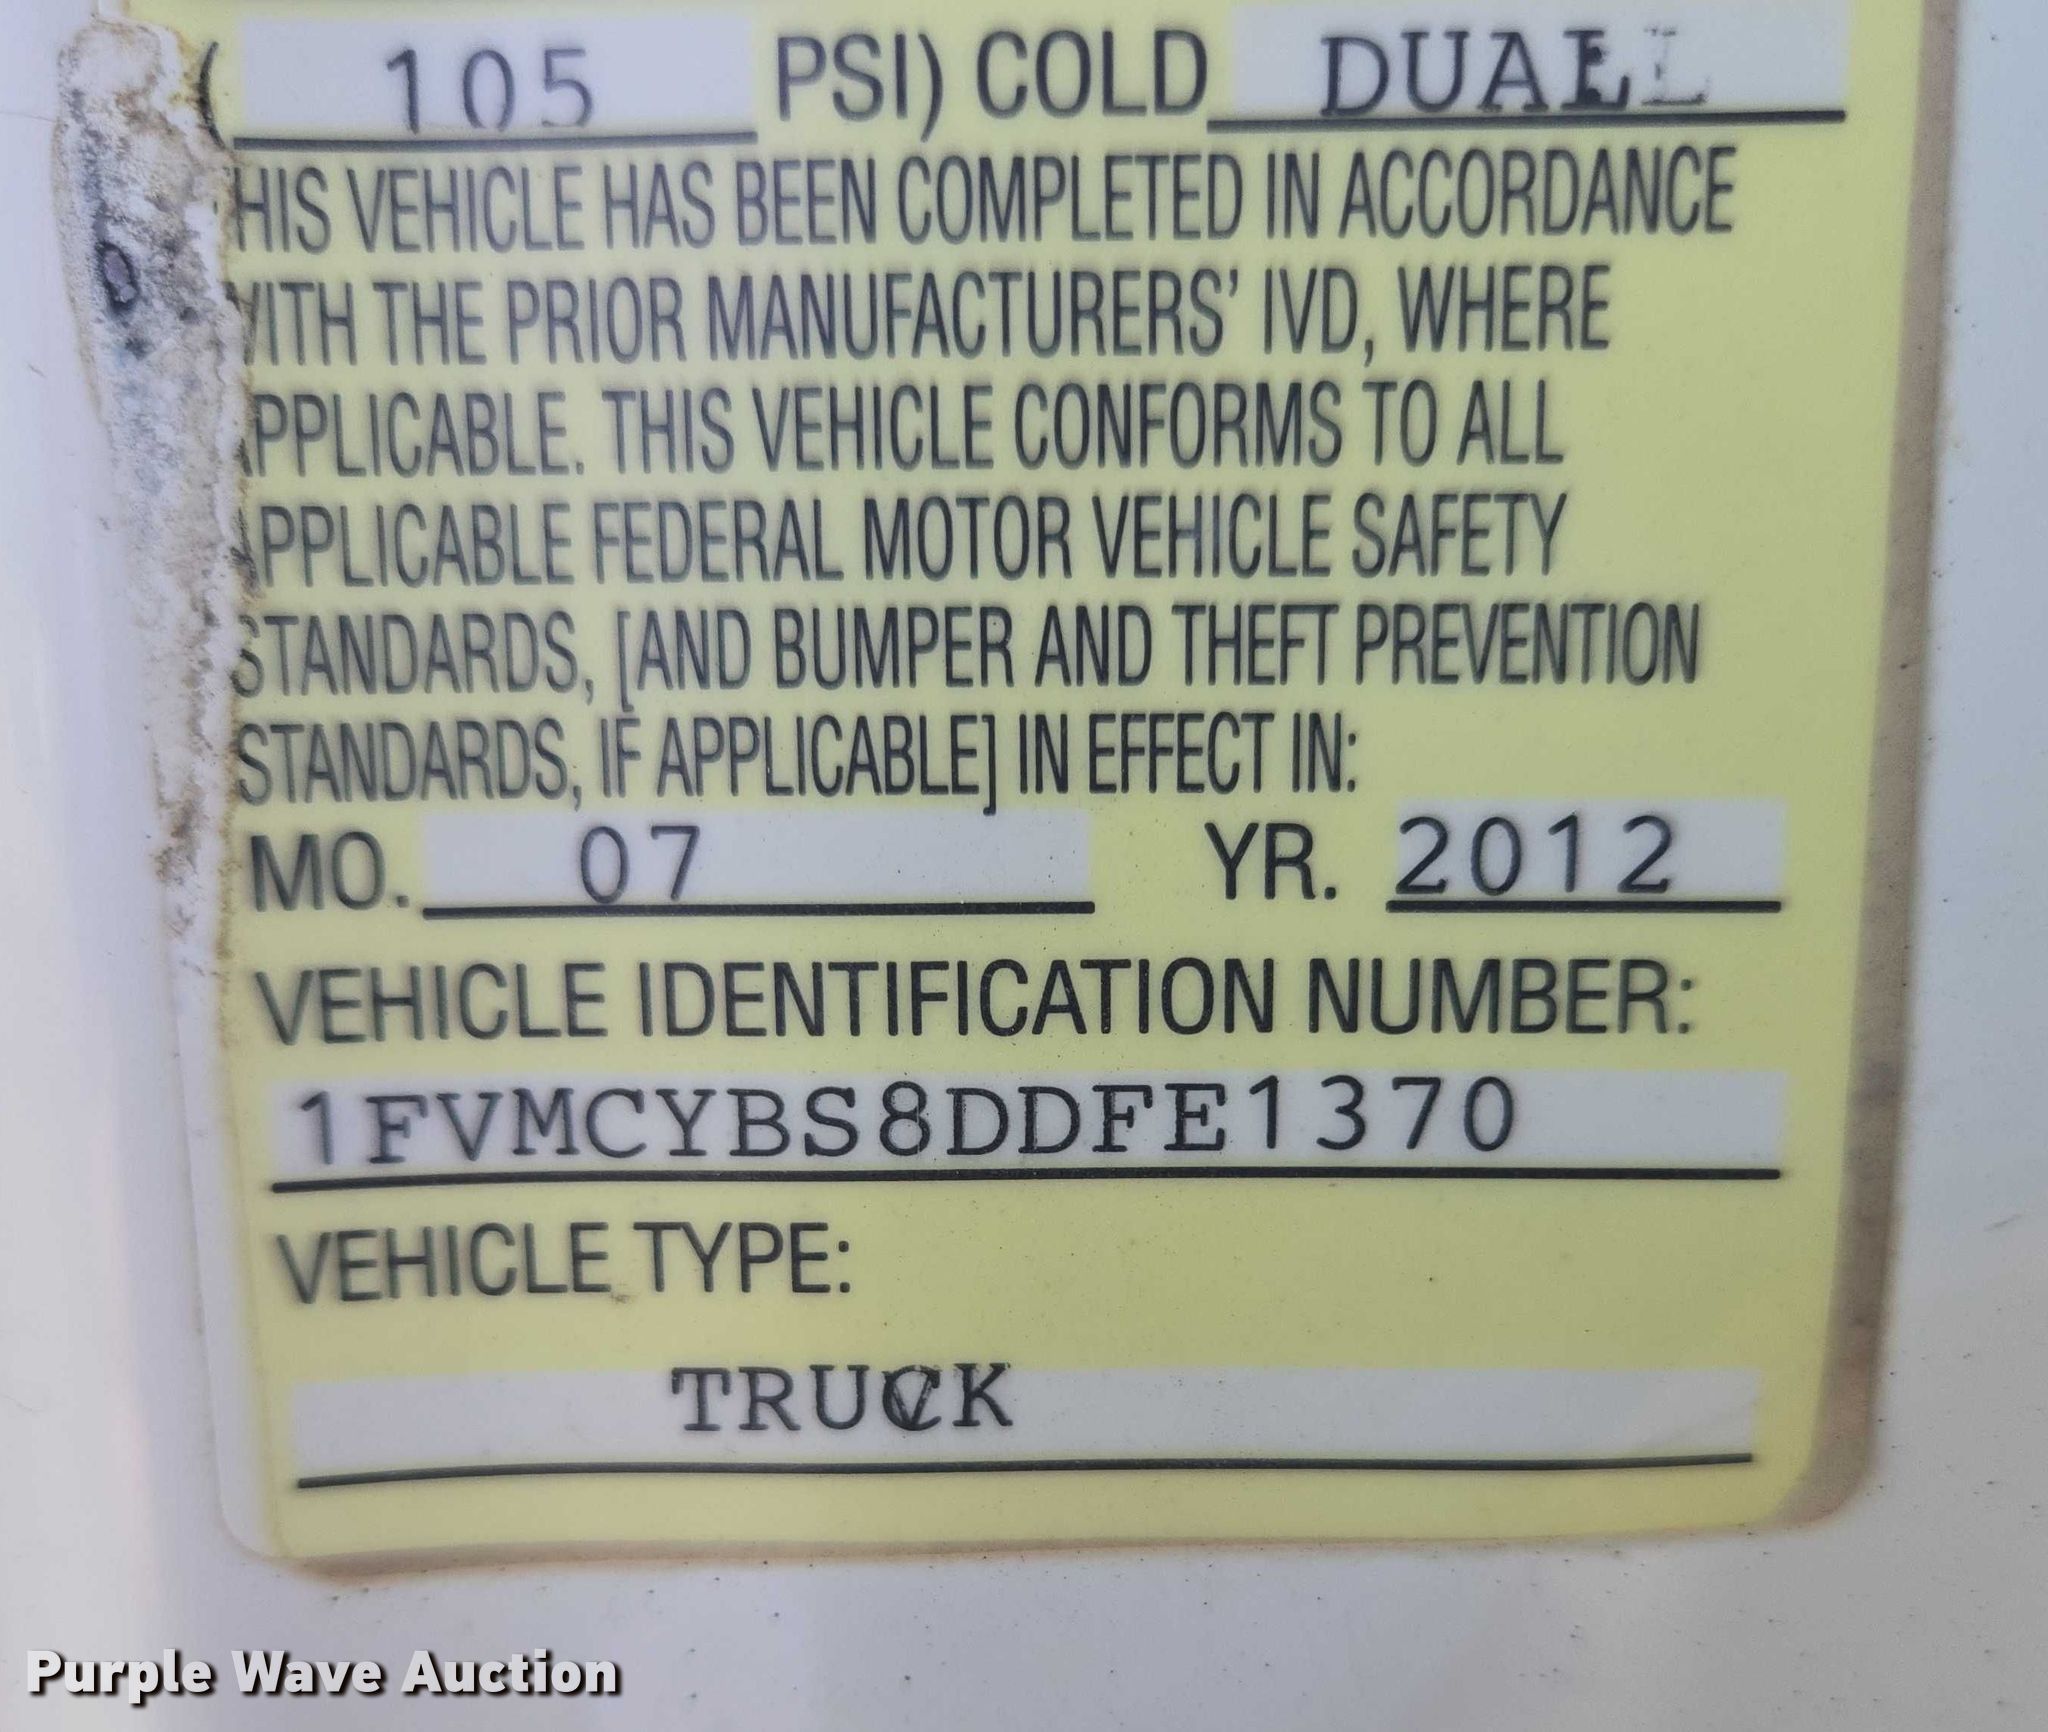 ( 105 PSI) COLD DUAL
HIS VEHICLE HAS BEEN COMPLETED IN ACCORDANCE
WITH THE PRIOR MANUFACTURERS' IVD, WHERE
APPLICABLE. THIS VEHICLE CONFORMS TO ALL
APPLICABLE FEDERAL MOTOR VEHICLE SAFETY
STANDARDS, [AND BUMPER AND THEFT PREVENTION
STANDARDS, IF APPLICABLE] IN EFFECT IN:
MO. 07 YR. 2012
VEHICLE IDENTIFICATION NUMBER:
1FVMCYBS8DDFE1370
VEHICLE TYPE:
TRUCK
Purple Wave Auction